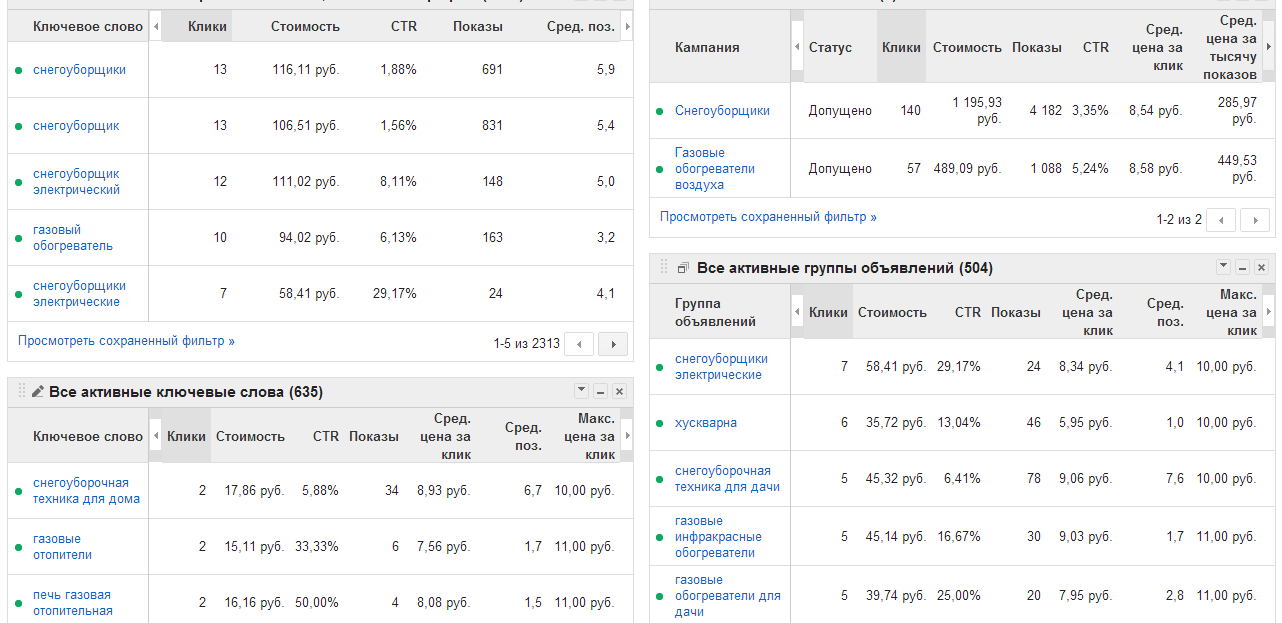 Ключевое слово Клики Стоимость CTR Показы Сред. поз.
снегоуборщики 13 116,11 руб. 1,88% 691 5,9
снегоуборщик 13 106,51 руб. 1,56% 831 5,4
снегоуборщик
электрический 12 111,02 руб. 8,11% 148 5,0
газовый
обогреватель 10 94,02 руб. 6,13% 163 3,2
снегоуборщики
электрические 7 58,41 руб. 29,17% 24 4,1
Просмотреть сохраненный фильтр » 1-5 из 2313
Все активные ключевые слова (635)
Ключевое слово Клики Стоимость CTR Показы Сред. цена за клик Сред. поз. Макс. цена за клик
снегоуборочная
техника для дома 2 17,86 руб. 5,88% 34 8,93 руб. 6,7 10,00 руб.
газовые
отопители 2 15,11 руб. 33,33% 6 7,56 руб. 1,7 11,00 руб.
печь газовая
отопительная 2 16,16 руб. 50,00% 4 8,08 руб. 1,5 11,00 руб.
Кампания Статус Клики Стоимость Показы CTR Сред. цена за клик Сред. цена за тысячу показов
Снегоуборщики Допущено 140 1 195,93 руб. 4 182 3,35% 8,54 руб. 285,97 руб.
Газовые
обогреватели
воздуха Допущено 57 489,09 руб. 1 088 5,24% 8,58 руб. 449,53 руб.
Просмотреть сохраненный фильтр » 1-2 из 2
Все активные группы объявлений (504)
Группа объявлений Клики Стоимость CTR Показы Сред. цена за клик Сред. поз. Макс. цена за клик
снегоуборщики
электрические 7 58,41 руб. 29,17% 24 8,34 руб. 4,1 10,00 руб.
хускварна 6 35,72 руб. 13,04% 46 5,95 руб. 1,0 10,00 руб.
снегоуборочная
техника для дачи 5 45,32 руб. 6,41% 78 9,06 руб. 7,6 10,00 руб.
газовые
инфракрасные
обогреватели 5 45,14 руб. 16,67% 30 9,03 руб. 1,7 11,00 руб.
газовые
обогреватели для
дачи 5 39,74 руб. 25,00% 20 7,95 руб. 2,8 11,00 руб.